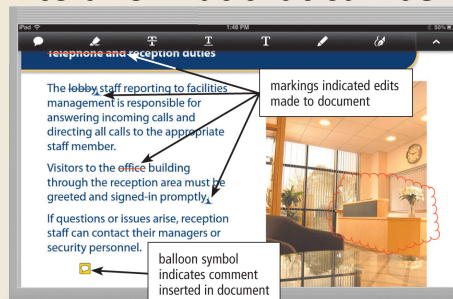 iPad
1:48 PM
80%
T T T
Telephone and reception duties
The lobby staff reporting to facilities
management is responsible for
answering incoming calls and
directing all calls to the appropriate
staff member.
Visitors to the office building
through the reception area must be
greeted and signed-in promptly.
If questions or issues arise, reception
staff can contact their managers or
security personnel.
markings indicated edits
made to document
balloon symbol
indicates comment
inserted in document